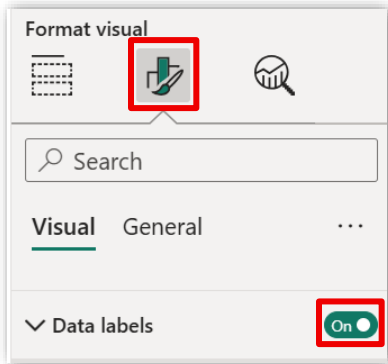 Format visual
Search
Visual General ...
Data labels On